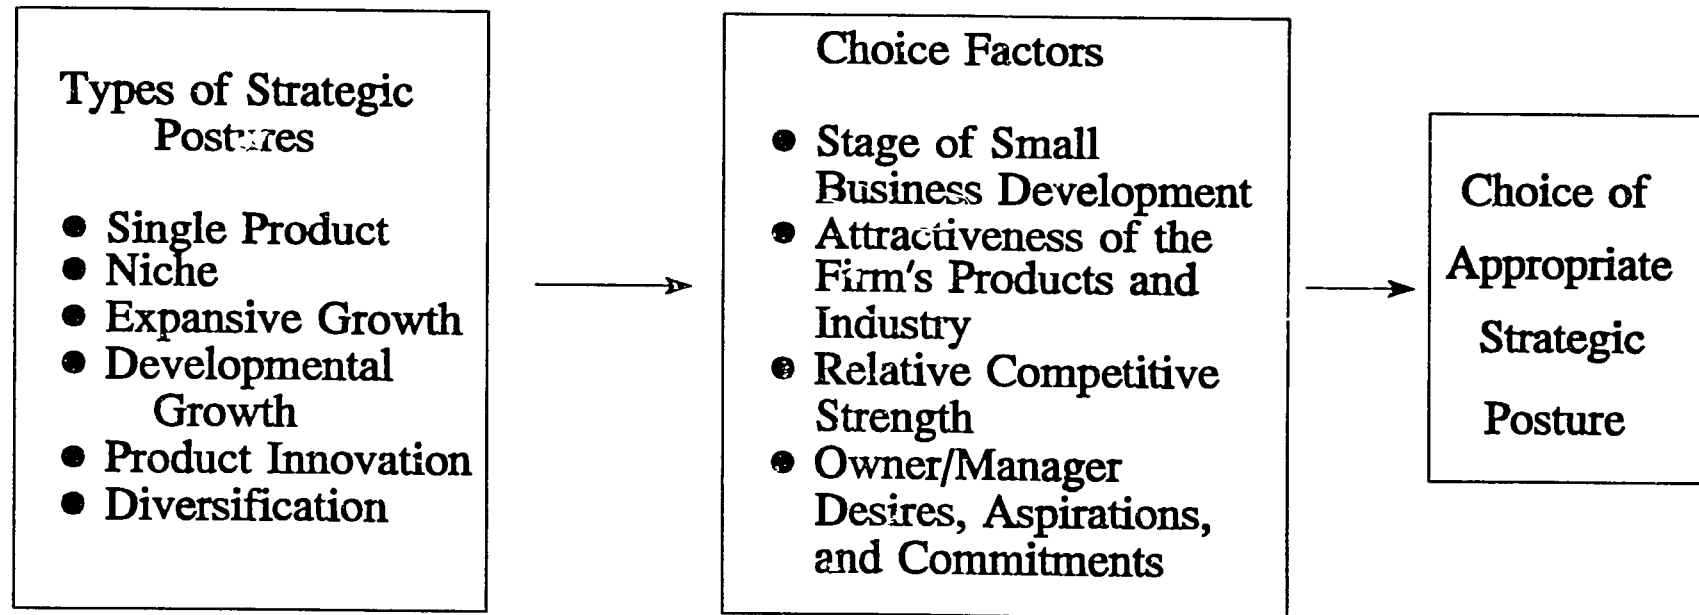 Types of Strategic
Postures
● Single Product
● Niche
● Expansive Growth
● Developmental
Growth
● Product Innovation
● Diversification
Choice Factors
● Stage of Small
Business Development
● Attractiveness of the
Firm's Products and
Industry
● Relative Competitive
Strength
● Owner/Manager
Desires, Aspirations,
and Commitments
Choice of
Appropriate
Strategic
Posture